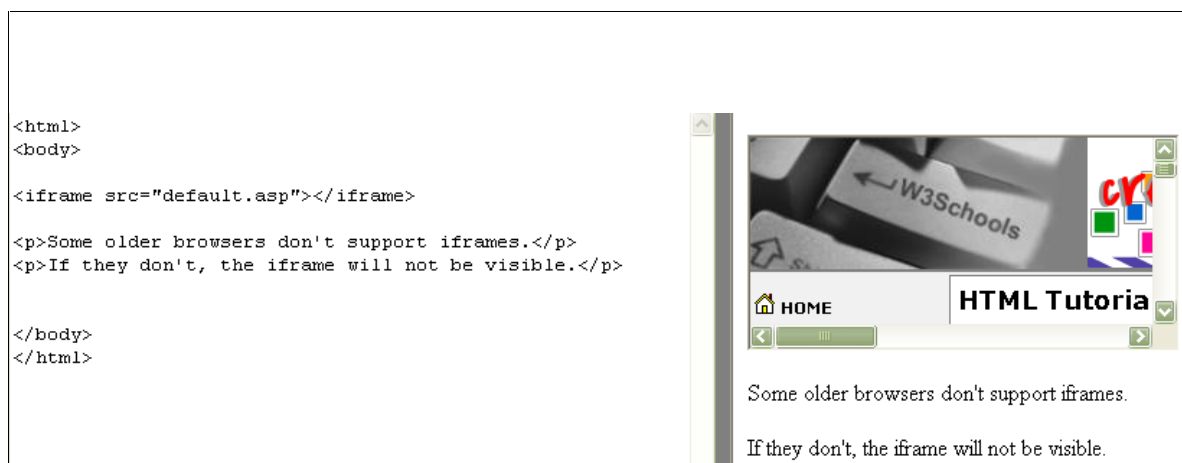 <html>
<body>
<iframe src="default.asp"></iframe>
<p>Some older browsers don't support iframes.</p>
<p>If they don't, the iframe will not be visible.</p>
</body>
</html>
W3Schools
HOME
HTML Tutoria
Some older browsers don't support iframes.
If they don't, the iframe will not be visible.